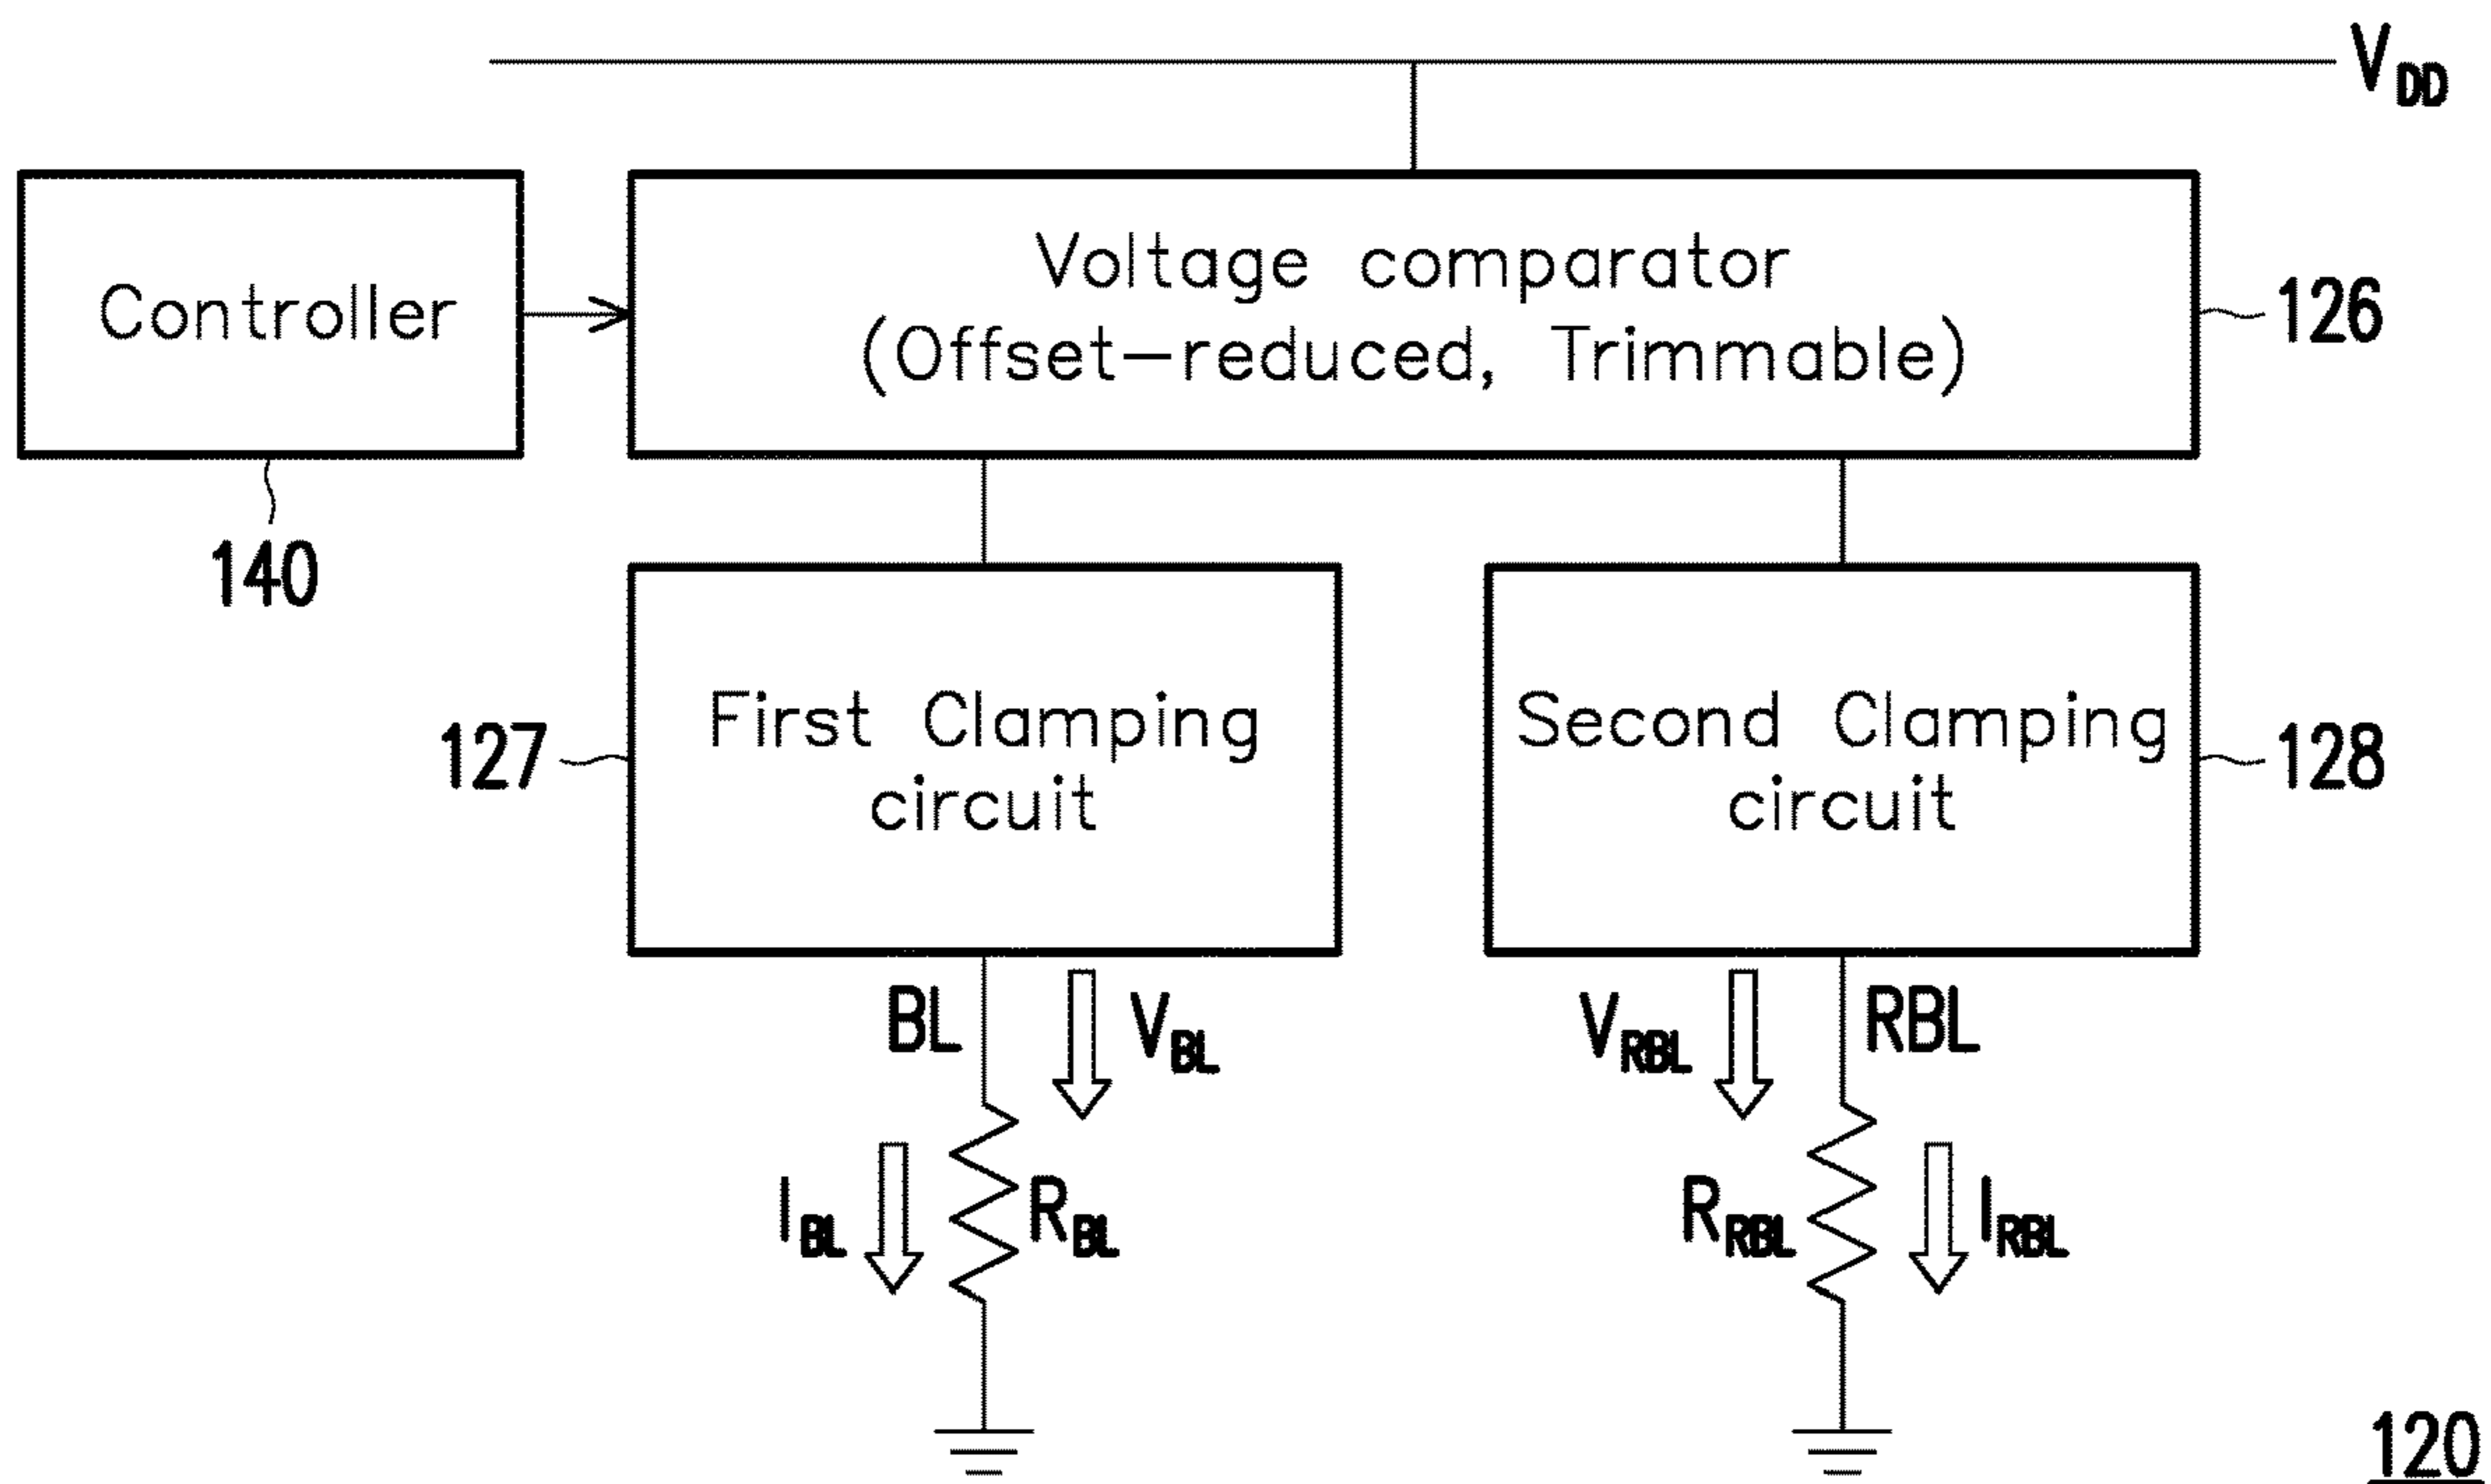 V_DD
Controller
Voltage comparator
(Offset-reduced, Trimmable)
126
140
127
First Clamping
circuit
Second Clamping
circuit
128
BL
V_BL
V_RBL
RBL
I_BL
R_BL
R_RBL
I_RBL
120